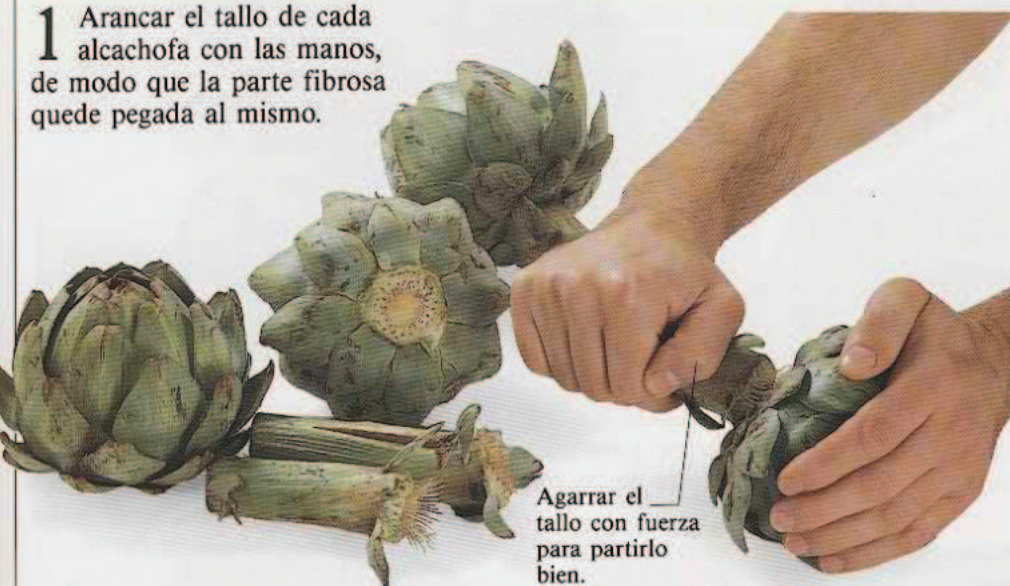 1 Arancar el tallo de cada
alcachofa con las manos,
de modo que la parte fibrosa
quede pegada al mismo.
Agarrar el
tallo con fuerza
para partirlo
bien.